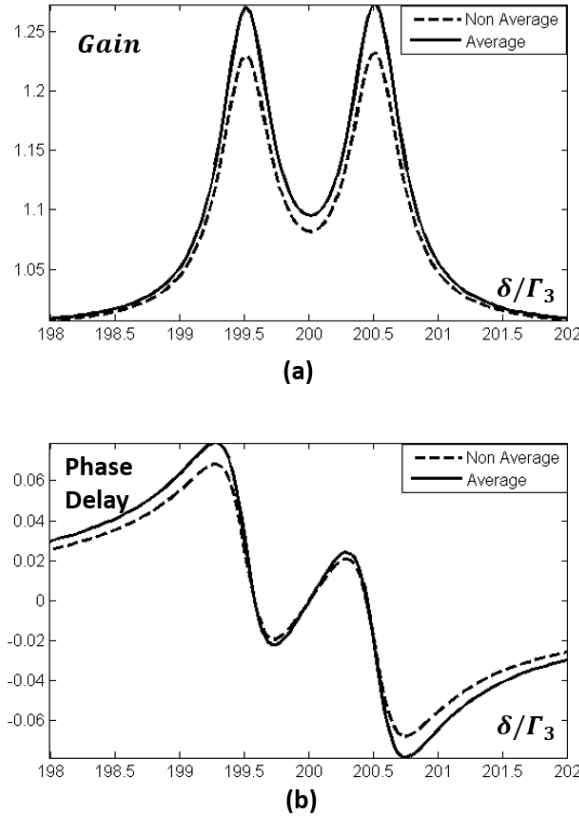 1.25
1.2
1.15
1.1
1.05
Gain
Non Average
Average
δ/Γ₃
198 198.5 199 199.5 200 200.5 201 201.5 202
(a)
0.06
0.04
0.02
0
-0.02
-0.04
-0.06
Phase
Delay
Non Average
Average
δ/Γ₃
198 198.5 199 199.5 200 200.5 201 201.5 202
(b)